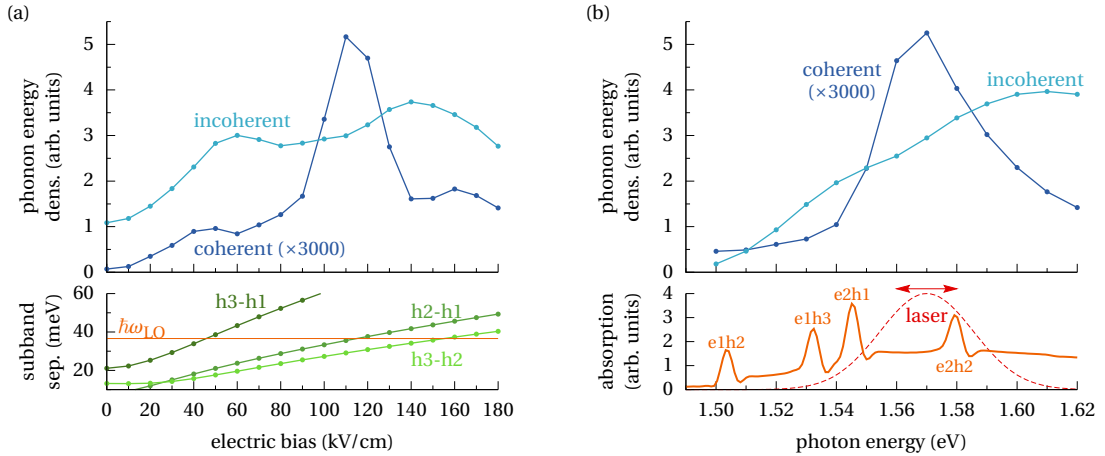 (a)
phonon energy
dens. (arb. units)
5
4
3
2
1
0
incoherent
coherent (×3000)
subband
sep. (meV)
60
40
20
h3-h1
ℏω_LO
h2-h1
h3-h2
0 20 40 60 80 100 120 140 160 180
electric bias (kV/cm)
(b)
phonon energy
dens. (arb. units)
5
4
3
2
1
0
coherent
(×3000)
incoherent
absorption
(arb. units)
4
3
2
1
0
e1h2
e1h3
e2h1
laser
e2h2
1.50 1.52 1.54 1.56 1.58 1.60 1.62
photon energy (eV)